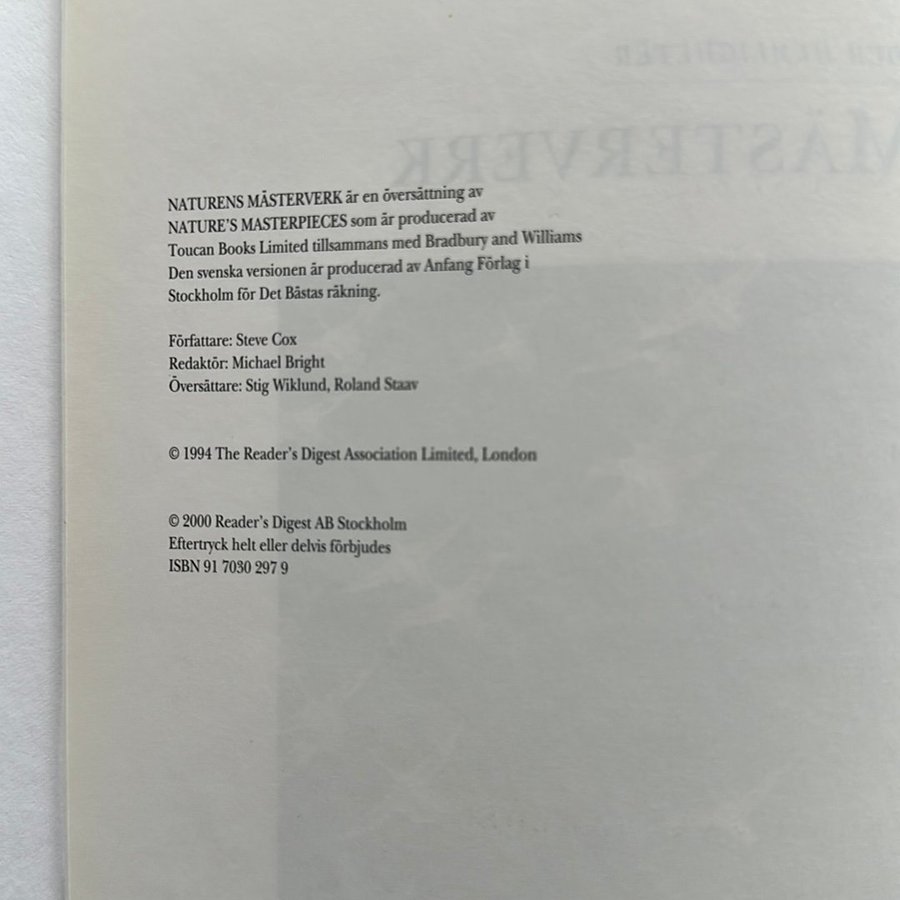 NATURENS MÄSTERVERK är en översättning av
NATURE'S MASTERPIECES som är producerad av
Toucan Books Limited tillsammans med Bradbury and Williams
Den svenska versionen är producerad av Anfang Förlag i
Stockholm för Det Bästas räkning.
Författare: Steve Cox
Redaktör: Michael Bright
Översättare: Stig Wiklund, Roland Staav
© 1994 The Reader's Digest Association Limited, London
© 2000 Reader's Digest AB Stockholm
Eftertryck helt eller delvis förbjudes
ISBN 91 7030 297 9
MÄSTERVERK